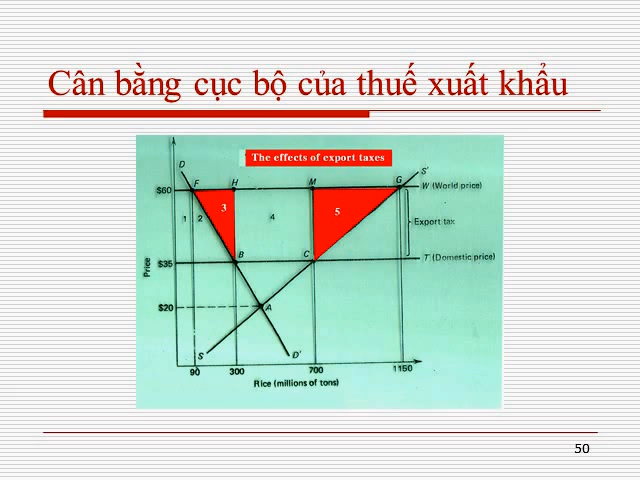 Cân bằng cục bộ của thuế xuất khẩu
The effects of export taxes
D
S'
F H M G
$60
W (World price)
3
5
1 2
4
Export tax
B C
$35
T (Domestic price)
Price
$20
A
S
D'
90 300 700 1150
Rice (millions of tons)
50